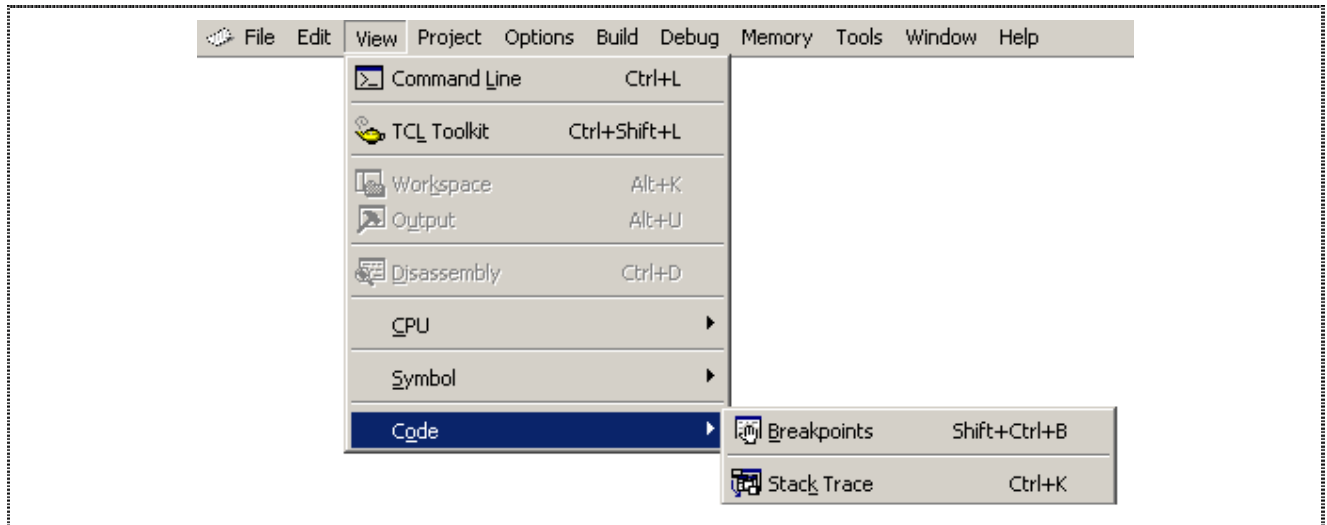 File Edit View Project Options Build Debug Memory Tools Window Help
Command Line Ctrl+L
TCL Toolkit Ctrl+Shift+L
Workspace Alt+K
Output Alt+U
Disassembly Ctrl+D
CPU
Symbol
Code
Breakpoints Shift+Ctrl+B
Stack Trace Ctrl+K